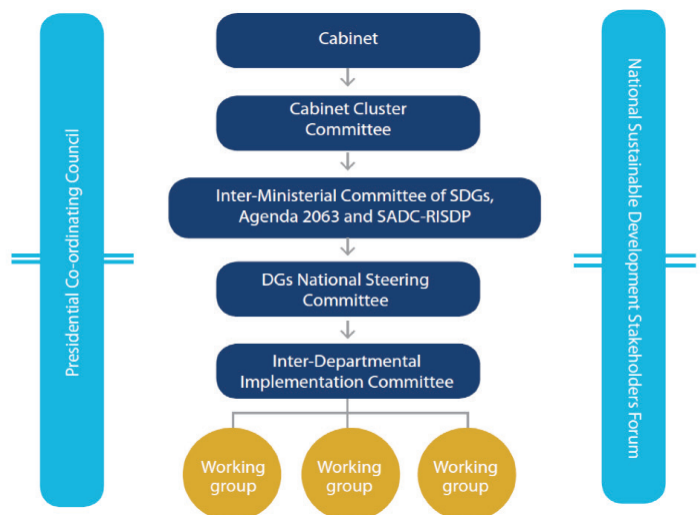 Presidential Co-ordinating Council
Cabinet
Cabinet Cluster
Committee
Inter-Ministerial Committee of SDGs,
Agenda 2063 and SADC-RISDP
DGs National Steering
Committee
Inter-Departmental
Implementation Committee
Working
group
Working
group
Working
group
National Sustainable Development Stakeholders Forum